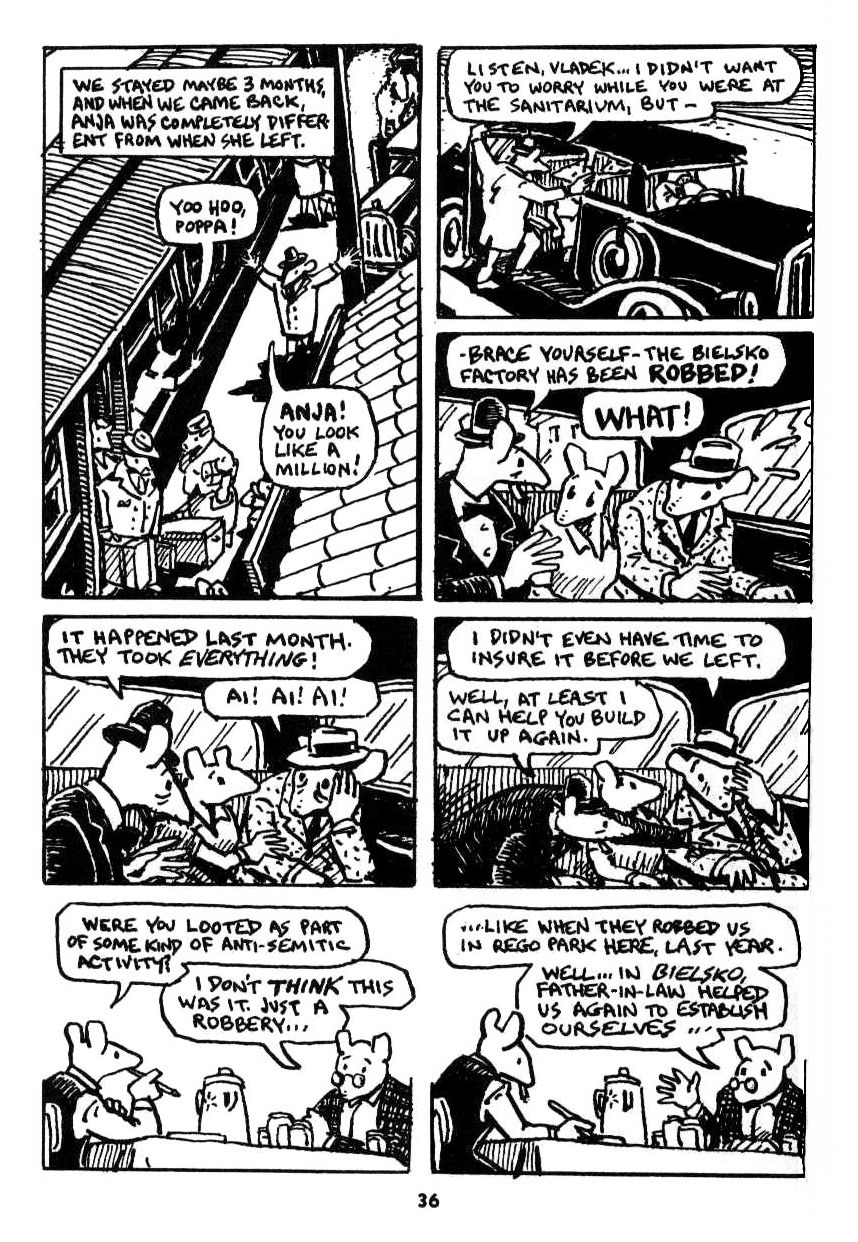 WE STAYED MAYBE 3 MONTHS,
AND WHEN WE CAME BACK,
ANJA WAS COMPLETELY DIFFER-
ENT FROM WHEN SHE LEFT.
YOO HOO,
POPPA!
ANJA!
YOU LOOK
LIKE A
MILLION!
LISTEN, VLADEK... I DIDN'T WANT
YOU TO WORRY WHILE YOU WERE AT
THE SANITARIUM, BUT –
-BRACE YOURSELF-THE BIELSKO
FACTORY HAS BEEN ROBBED!
WHAT!
IT HAPPENED LAST MONTH.
THEY TOOK EVERYTHING!
AI! AI! AI!
I DIDN'T EVEN HAVE TIME TO
INSURE IT BEFORE WE LEFT.
WELL, AT LEAST I
CAN HELP YOU BUILD
IT UP AGAIN.
WERE YOU LOOTED AS PART
OF SOME KIND OF ANTI-SEMITIC
ACTIVITY?
I DON'T THINK THIS
WAS IT. JUST A
ROBBERY...
...LIKE WHEN THEY ROBBED US
IN REGO PARK HERE, LAST YEAR.
WELL... IN BIELSKO,
FATHER-IN-LAW HELPED
US AGAIN TO ESTABLISH
OURSELVES ...
36